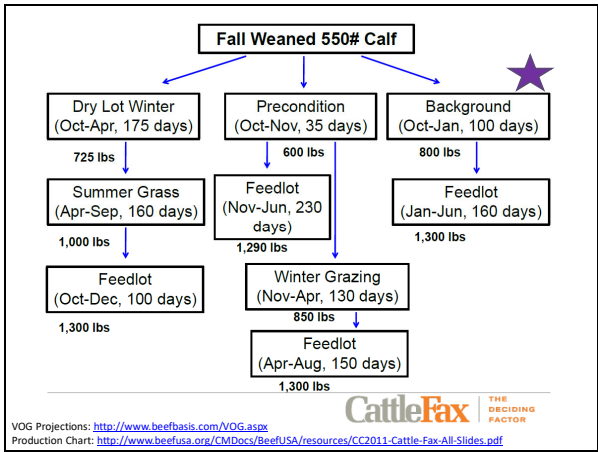 Fall Weaned 550# Calf
Dry Lot Winter
(Oct-Apr, 175 days)
Precondition
(Oct-Nov, 35 days)
Background
(Oct-Jan, 100 days)
725 lbs
600 lbs
800 lbs
Summer Grass
(Apr-Sep, 160 days)
Feedlot
(Nov-Jun, 230
days)
Feedlot
(Jan-Jun, 160 days)
1,000 lbs
1,290 lbs
1,300 lbs
Feedlot
(Oct-Dec, 100 days)
Winter Grazing
(Nov-Apr, 130 days)
1,300 lbs
850 lbs
Feedlot
(Apr-Aug, 150 days)
1,300 lbs
CattleFax
THE
DECIDING
FACTOR
VOG Projections: http://www.beefbasis.com/VOG.aspx
Production Chart: http://www.beefusa.org/CMDocs/BeefUSA/resources/CC2011-Cattle-Fax-All-Slides.pdf